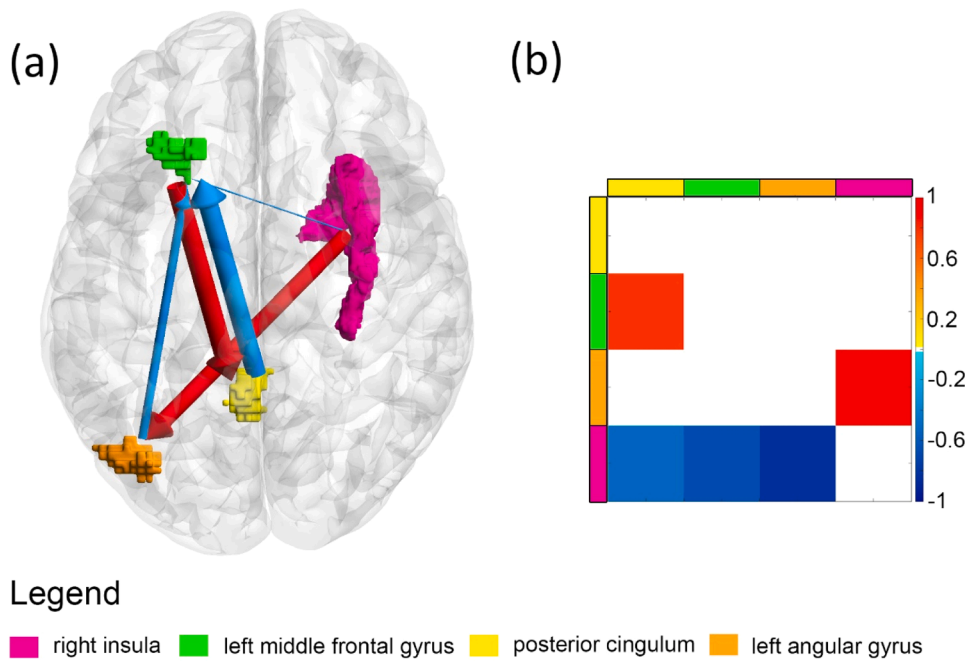 (a)
(b)
1
0.6
0.2
-0.2
-0.6
-1
Legend
right insula left middle frontal gyrus posterior cingulum left angular gyrus